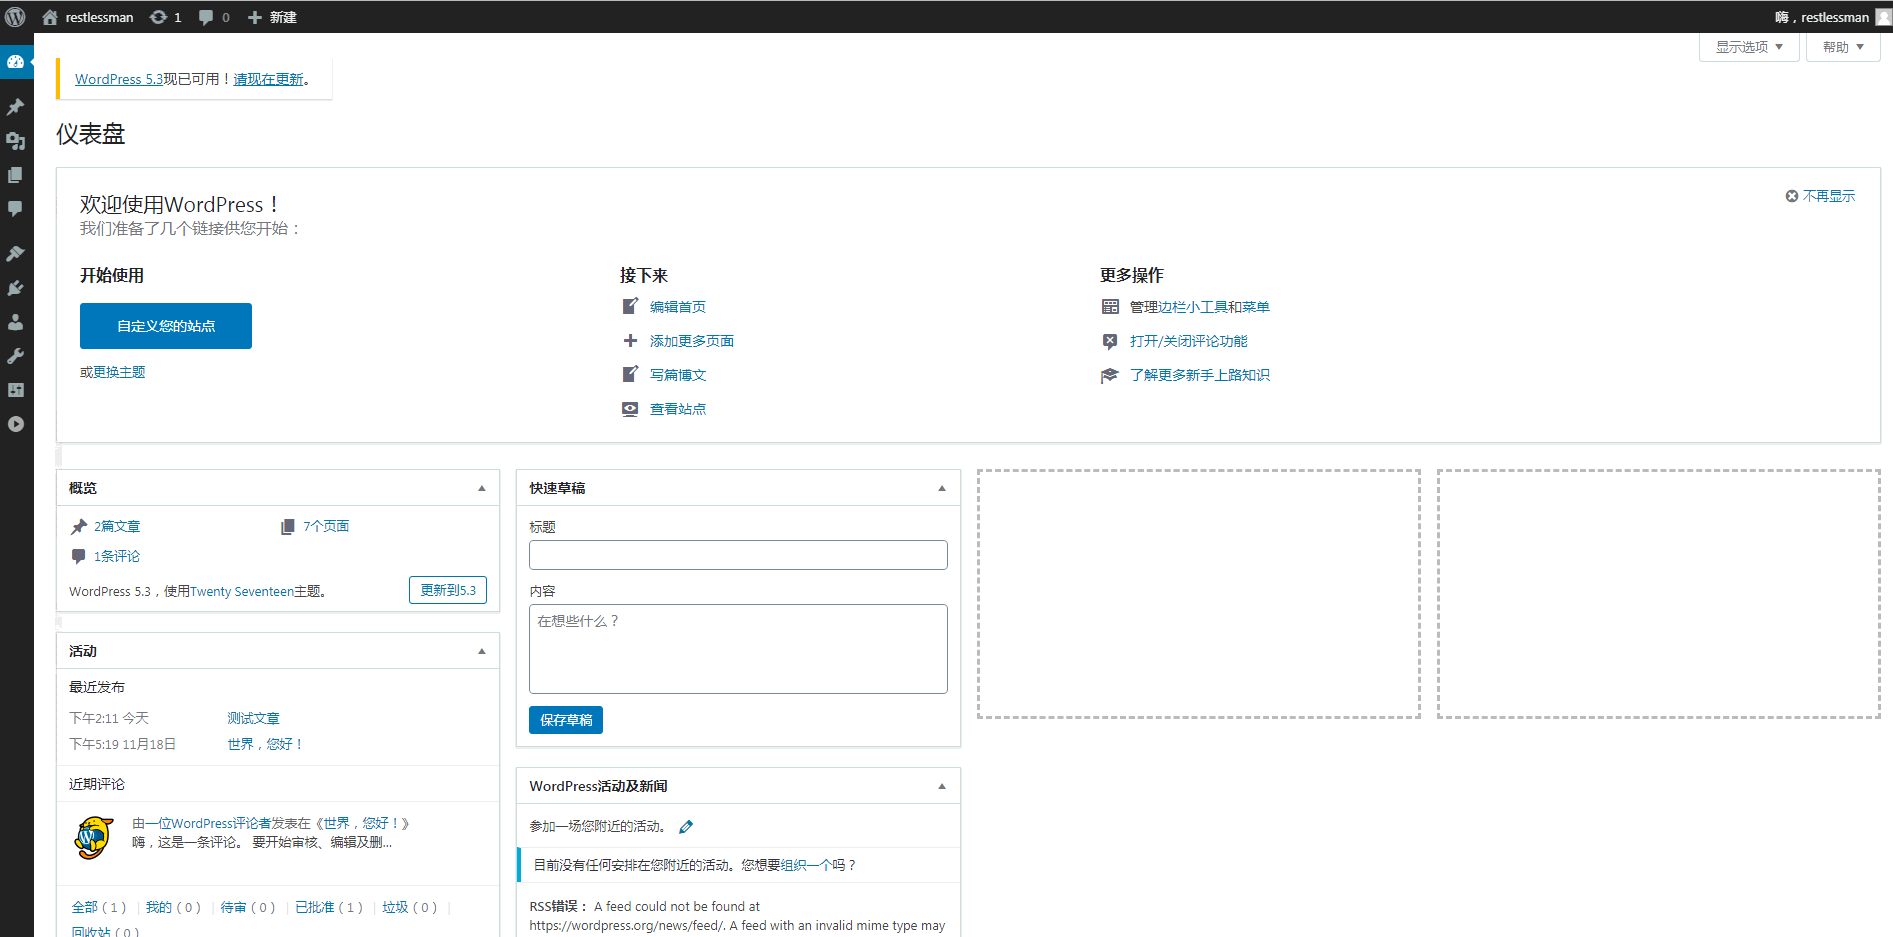 restlessman 1 0 新建
嗨，restlessman
显示选项 帮助
WordPress 5.3现已可用！请现在更新。
仪表盘
欢迎使用WordPress！
不再显示
我们准备了几个链接供您开始：
开始使用
自定义您的站点
或更换主题
接下来
编辑首页
添加更多页面
写篇博文
查看站点
更多操作
管理边栏小工具和菜单
打开/关闭评论功能
了解更多新手上路知识
概览
2篇文章
7个页面
1条评论
WordPress 5.3，使用Twenty Seventeen主题。
更新到5.3
活动
最近发布
下午2:11 今天 测试文章
下午5:19 11月18日 世界，您好！
近期评论
由一位WordPress评论者发表在《世界，您好！》
嗨，这是一条评论。 要开始审核、编辑及删...
全部（1） | 我的（0） | 待审（0） | 已批准（1） | 垃圾（0） |
回收站（0）
快速草稿
标题
内容
在想些什么？
保存草稿
WordPress活动及新闻
参加一场您附近的活动。
目前没有任何安排在您附近的活动。您想要组织一个吗？
RSS错误： A feed could not be found at
https://wordpress.org/news/feed/. A feed with an invalid mime type may